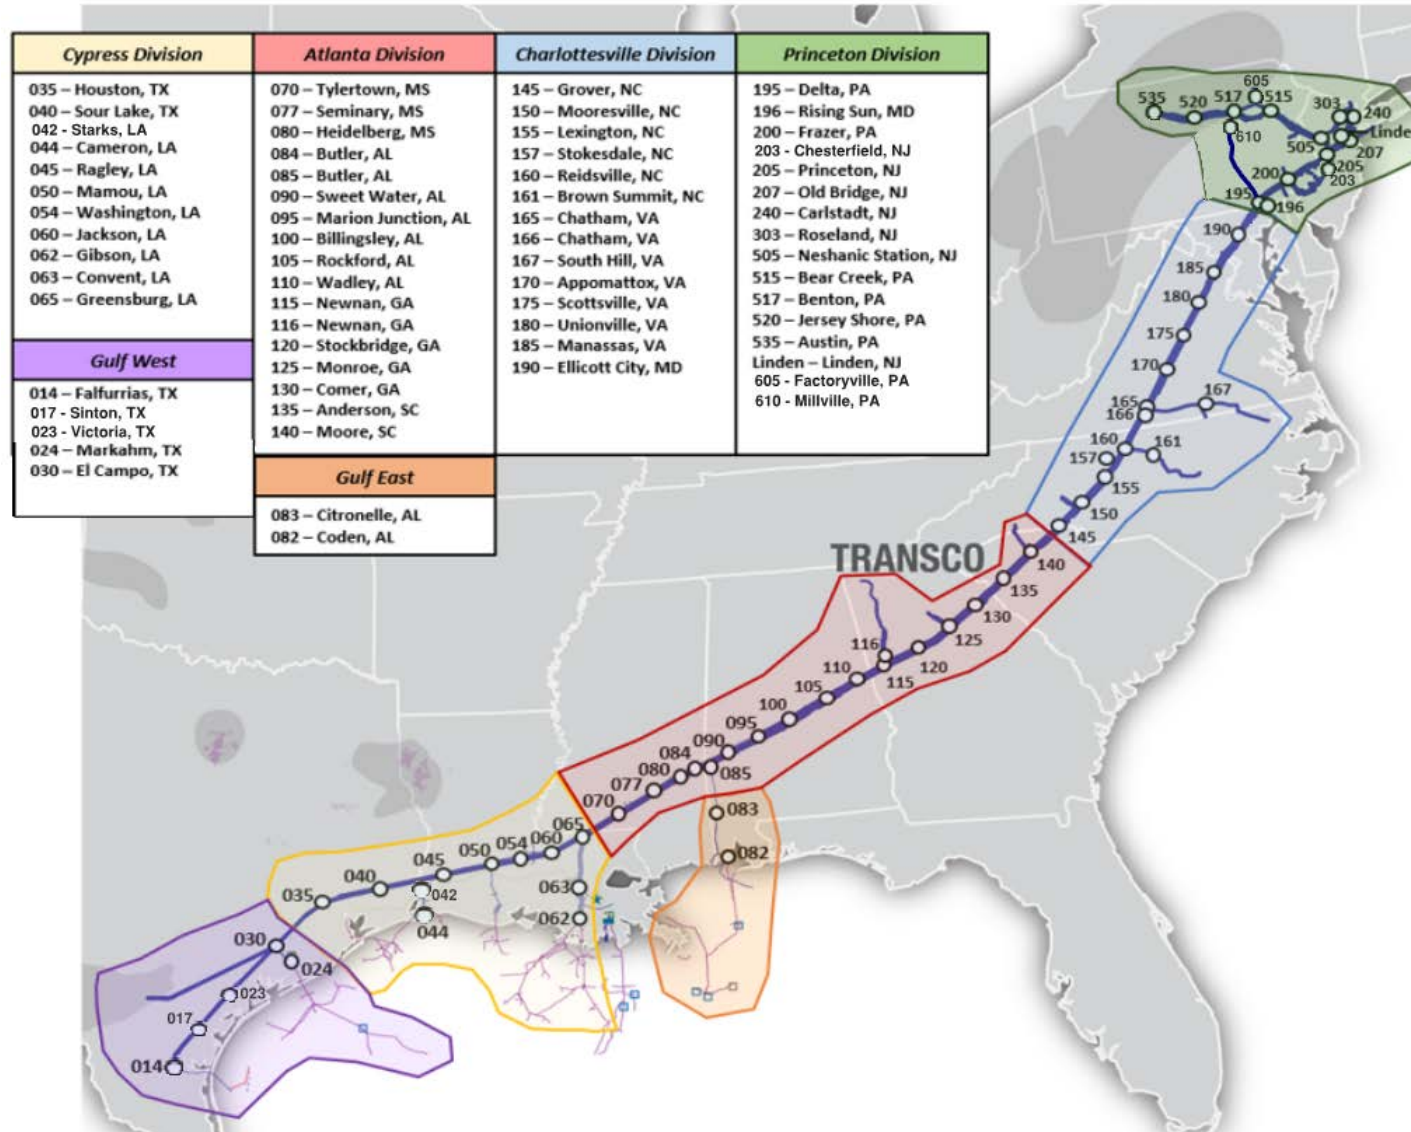 Cypress Division
035 – Houston, TX
040 – Sour Lake, TX
042 - Starks, LA
044 – Cameron, LA
045 – Ragley, LA
050 – Mamou, LA
054 – Washington, LA
060 – Jackson, LA
062 – Gibson, LA
063 – Convent, LA
065 – Greensburg, LA
Gulf West
014 – Falfurrias, TX
017 - Sinton, TX
023 - Victoria, TX
024 – Markahm, TX
030 – El Campo, TX
Atlanta Division
070 – Tylertown, MS
077 – Seminary, MS
080 – Heidelberg, MS
084 – Butler, AL
085 – Butler, AL
090 – Sweet Water, AL
095 – Marion Junction, AL
100 – Billingsley, AL
105 – Rockford, AL
110 – Wadley, AL
115 – Newnan, GA
116 – Newnan, GA
120 – Stockbridge, GA
125 – Monroe, GA
130 – Comer, GA
135 – Anderson, SC
140 – Moore, SC
Gulf East
083 – Citronelle, AL
082 – Coden, AL
Charlottesville Division
145 – Grover, NC
150 – Mooresville, NC
155 – Lexington, NC
157 – Stokesdale, NC
160 – Reidsville, NC
161 – Brown Summit, NC
165 – Chatham, VA
166 – Chatham, VA
167 – South Hill, VA
170 – Appomattox, VA
175 – Scottsville, VA
180 – Unionville, VA
185 – Manassas, VA
190 – Ellicott City, MD
Princeton Division
195 – Delta, PA
196 – Rising Sun, MD
200 – Frazer, PA
203 - Chesterfield, NJ
205 – Princeton, NJ
207 – Old Bridge, NJ
240 – Carlstadt, NJ
303 – Roseland, NJ
505 – Neshanic Station, NJ
515 – Bear Creek, PA
517 – Benton, PA
520 – Jersey Shore, PA
535 – Austin, PA
Linden – Linden, NJ
605 - Factoryville, PA
610 - Millville, PA
605
535
520
517
515
303
240
610
Linden
505
207
205
200
203
195
196
190
185
180
175
170
165
167
166
160
161
157
155
150
145
TRANSCO
140
135
130
125
116
120
110
115
105
100
095
090
084
085
080
077
070
083
065
060
054
050
082
045
040
042
063
035
044
062
030
024
023
017
014